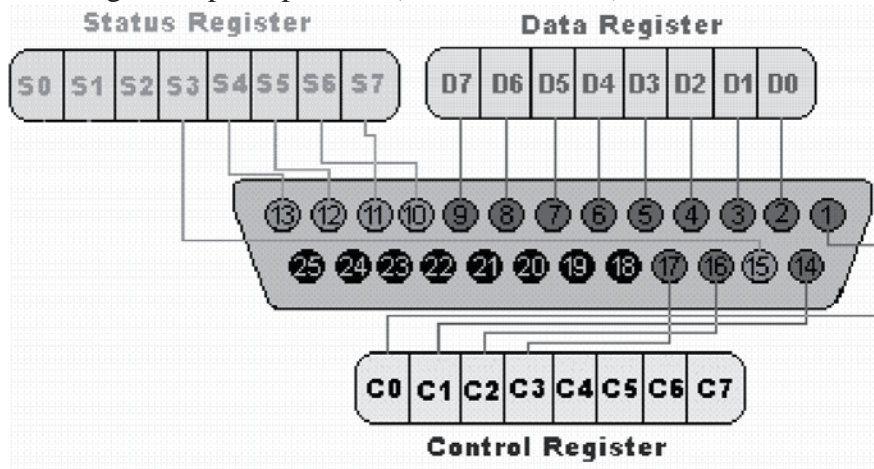 Status Register Data Register
S0 S1 S2 S3 S4 S5 S6 S7 D7 D6 D5 D4 D3 D2 D1 D0
13 12 11 10 9 8 7 6 5 4 3 2 1
25 24 23 22 21 20 19 18 17 16 15 14
C0 C1 C2 C3 C4 C5 C6 C7
Control Register